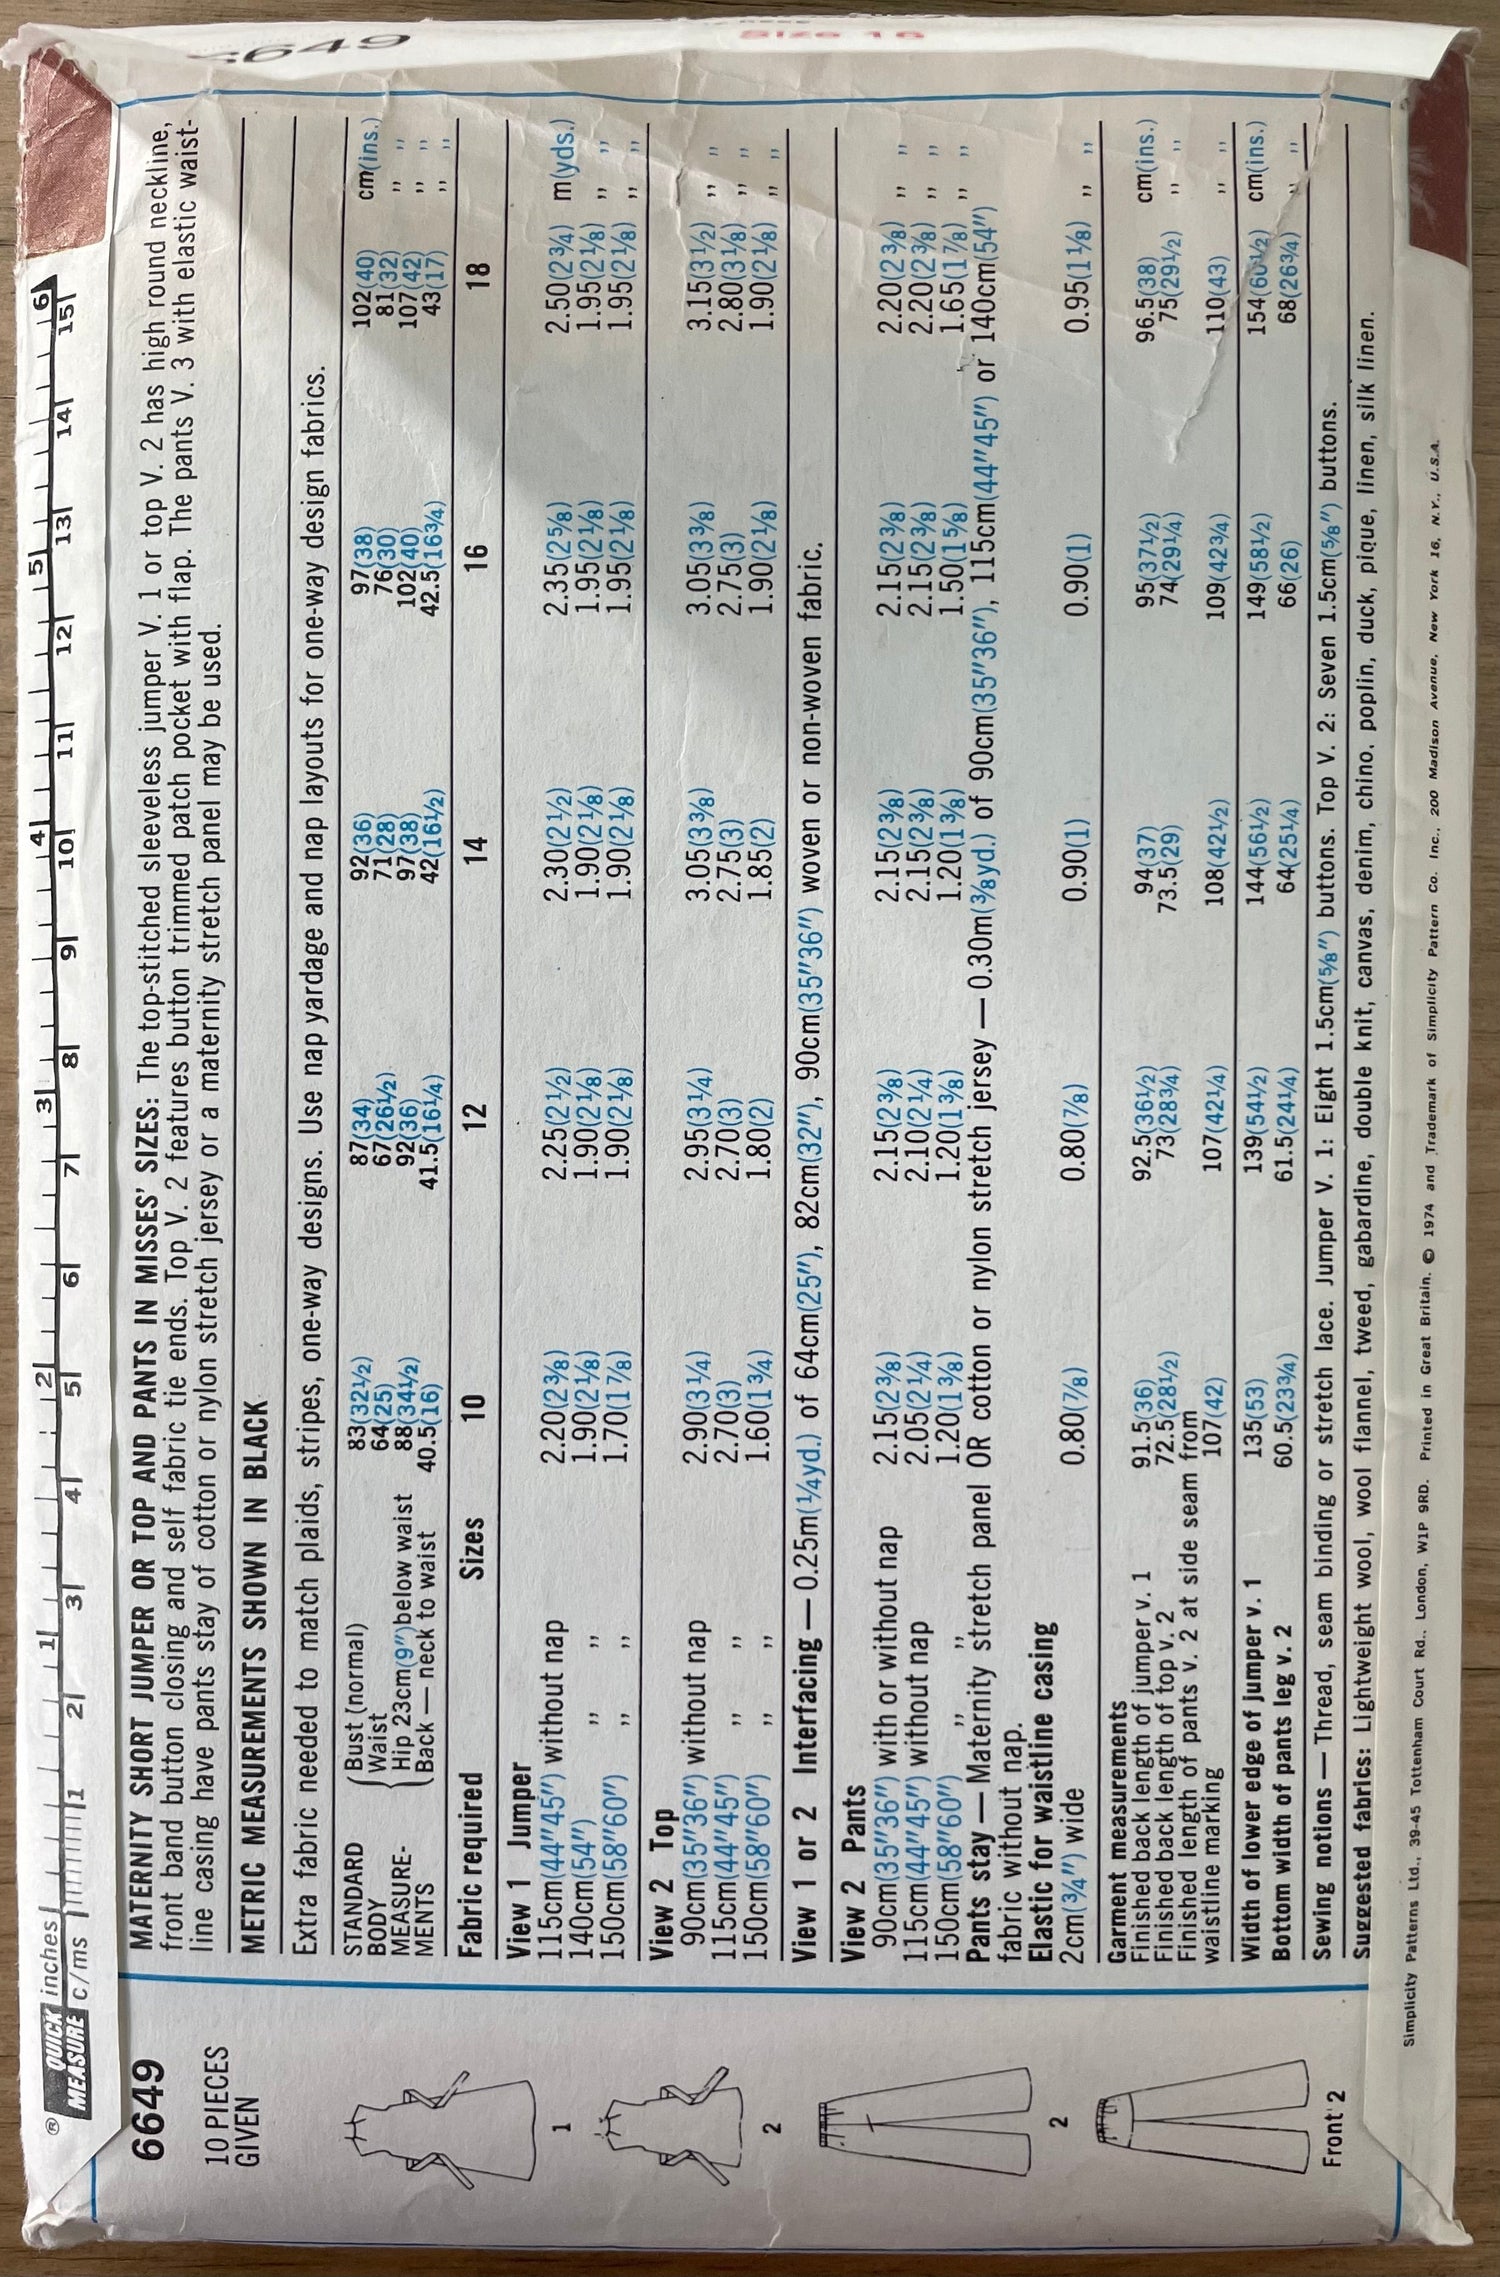 5649
Size 16
® QUICK MEASURE
inches 1 2 3 4 5 6
c/ms 1 2 3 4 5 6 7 8 9 10 11 12 13 14 15
6649
10 PIECES
GIVEN
1
2
2
Front 2
MATERNITY SHORT JUMPER OR TOP AND PANTS IN MISSES' SIZES: The top-stitched sleeveless jumper V. 1 or top V. 2 has high round neckline,
front band button closing and self fabric tie ends. Top V. 2 features button trimmed patch pocket with flap. The pants V. 3 with elastic waist-
line casing have pants stay of cotton or nylon stretch jersey or a maternity stretch panel may be used.
METRIC MEASUREMENTS SHOWN IN BLACK
Extra fabric needed to match plaids, stripes, one-way designs. Use nap yardage and nap layouts for one-way design fabrics.
STANDARD Bust (normal) 83(32½) 87(34) 92(36) 97(38) 102(40) cm(ins.)
BODY Waist 64(25) 67(26½) 71(28) 76(30) 81(32) ,, ,,
MEASURE- Hip 23cm(9")below waist 88(34½) 92(36) 97(38) 102(40) 107(42) ,, ,,
MENTS Back — neck to waist 40.5(16) 41.5(16¼) 42(16½) 42.5(16¾) 43(17) ,, ,,
Fabric required Sizes 10 12 14 16 18
View 1 Jumper
115cm(44"45") without nap 2.20(2⅜) 2.25(2½) 2.30(2½) 2.35(2⅝) 2.50(2¾) m(yds.)
140cm(54") ,, 1.90(2⅛) 1.90(2⅛) 1.90(2⅛) 1.95(2⅛) 1.95(2⅛) ,, ,,
150cm(58"60") ,, 1.70(1⅞) 1.90(2⅛) 1.90(2⅛) 1.95(2⅛) 1.95(2⅛) ,, ,,
View 2 Top
90cm(35"36") without nap 2.90(3¼) 2.95(3¼) 3.05(3⅜) 3.05(3⅜) 3.15(3½) ,, ,,
115cm(44"45") ,, 2.70(3) 2.70(3) 2.75(3) 2.75(3) 2.80(3⅛) ,, ,,
150cm(58"60") ,, 1.60(1¾) 1.80(2) 1.85(2) 1.90(2⅛) 1.90(2⅛) ,, ,,
View 1 or 2 Interfacing — 0.25m(¼yd.) of 64cm(25"), 82cm(32"), 90cm(35"36") woven or non-woven fabric.
View 2 Pants
90cm(35"36") with or without nap 2.15(2⅜) 2.15(2⅜) 2.15(2⅜) 2.15(2⅜) 2.20(2⅜) ,, ,,
115cm(44"45") without nap 2.05(2¼) 2.10(2¼) 2.15(2⅜) 2.15(2⅜) 2.20(2⅜) ,, ,,
150cm(58"60") ,, 1.20(1⅜) 1.20(1⅜) 1.20(1⅜) 1.50(1⅝) 1.65(1⅞) ,, ,,
Pants stay — Maternity stretch panel OR cotton or nylon stretch jersey — 0.30m(⅜yd.) of 90cm(35"36"), 115cm(44"45") or 140cm(54")
fabric without nap.
Elastic for waistline casing
2cm(¾") wide 0.80(⅞) 0.80(⅞) 0.90(1) 0.90(1) 0.95(1⅛) ,, ,,
Garment measurements
Finished back length of jumper v. 1 91.5(36) 92.5(36½) 94(37) 95(37½) 96.5(38) cm(ins.)
Finished back length of top v. 2 72.5(28½) 73(28¾) 73.5(29) 74(29¼) 75(29½) ,, ,,
Finished length of pants v. 2 at side seam from
waistline marking 107(42) 107(42¼) 108(42½) 109(42¾) 110(43) ,, ,,
Width of lower edge of jumper v. 1 135(53) 139(54½) 144(56½) 149(58½) 154(60½) cm(ins.)
Bottom width of pants leg v. 2 60.5(23¾) 61.5(24¼) 64(25¼) 66(26) 68(26¾) ,, ,,
Sewing notions — Thread, seam binding or stretch lace. Jumper V. 1: Eight 1.5cm(⅝") buttons. Top V. 2: Seven 1.5cm(⅝") buttons.
Suggested fabrics: Lightweight wool, wool flannel, tweed, gabardine, double knit, canvas, denim, chino, poplin, duck, pique, linen, silk linen.
Simplicity Patterns Ltd., 39-45 Tottenham Court Rd., London, W1P 9RD. Printed in Great Britain. © 1974 and Trademark of Simplicity Pattern Co. Inc., 200 Madison Avenue, New York 16, N.Y., U.S.A.